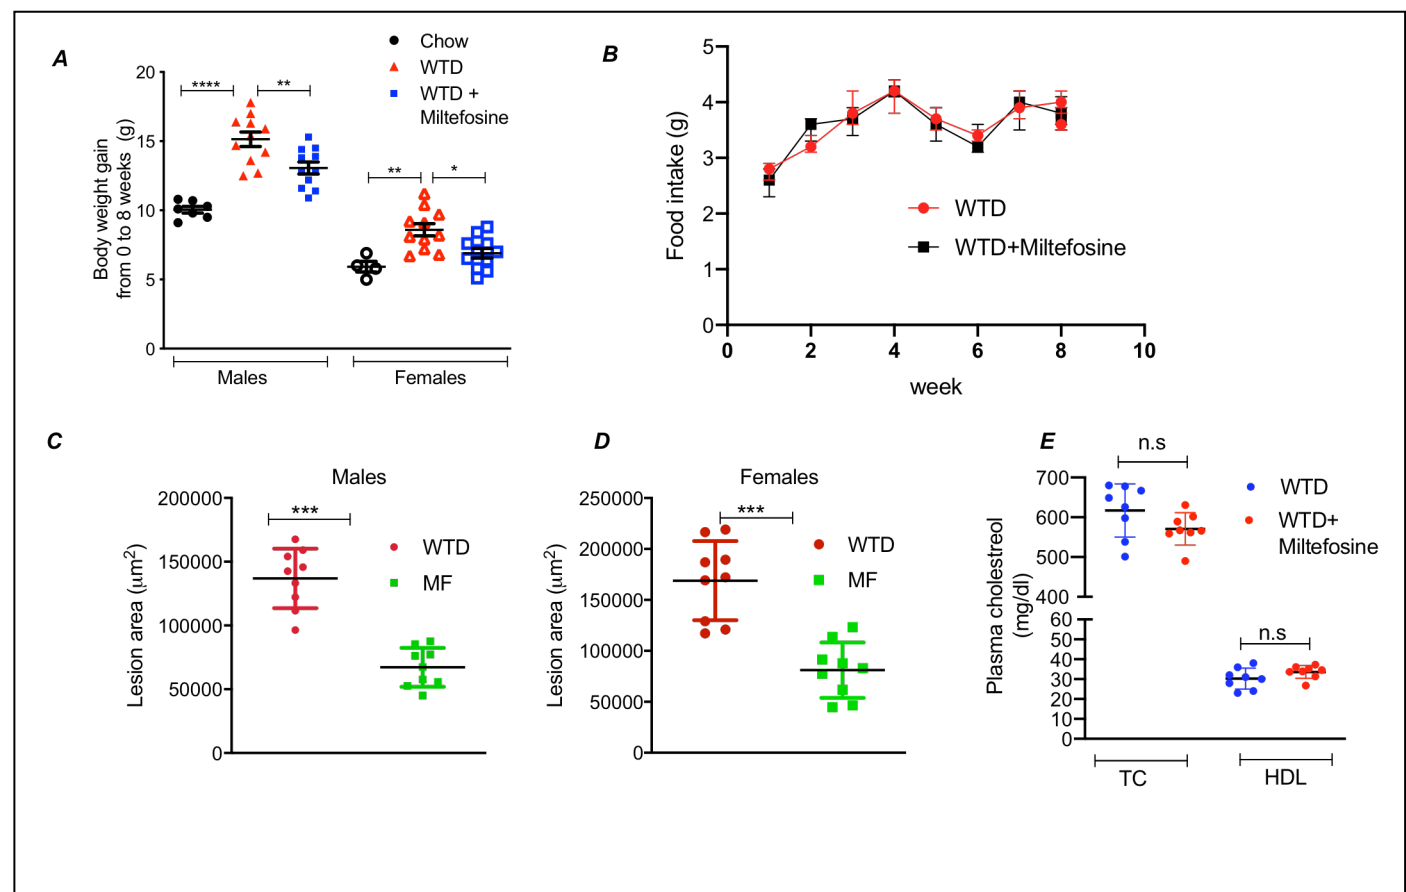 A
Chow
WTD
WTD +
Miltefosine
Body weight gain
from 0 to 8 weeks (g)
20
15
10
5
0
****
**
**
*
Males
Females
B
Food intake (g)
5
4
3
2
1
0
WTD
WTD+Miltefosine
0
2
4
6
8
10
week
C
Males
Lesion area (μm2)
200000
150000
100000
50000
0
***
WTD
MF
D
Females
Lesion area (μm2)
250000
200000
150000
100000
50000
0
***
WTD
MF
E
n.s
Plasma cholestreol
(mg/dl)
700
600
500
400
60
50
40
30
20
10
0
WTD
WTD+
Miltefosine
n.s
TC
HDL